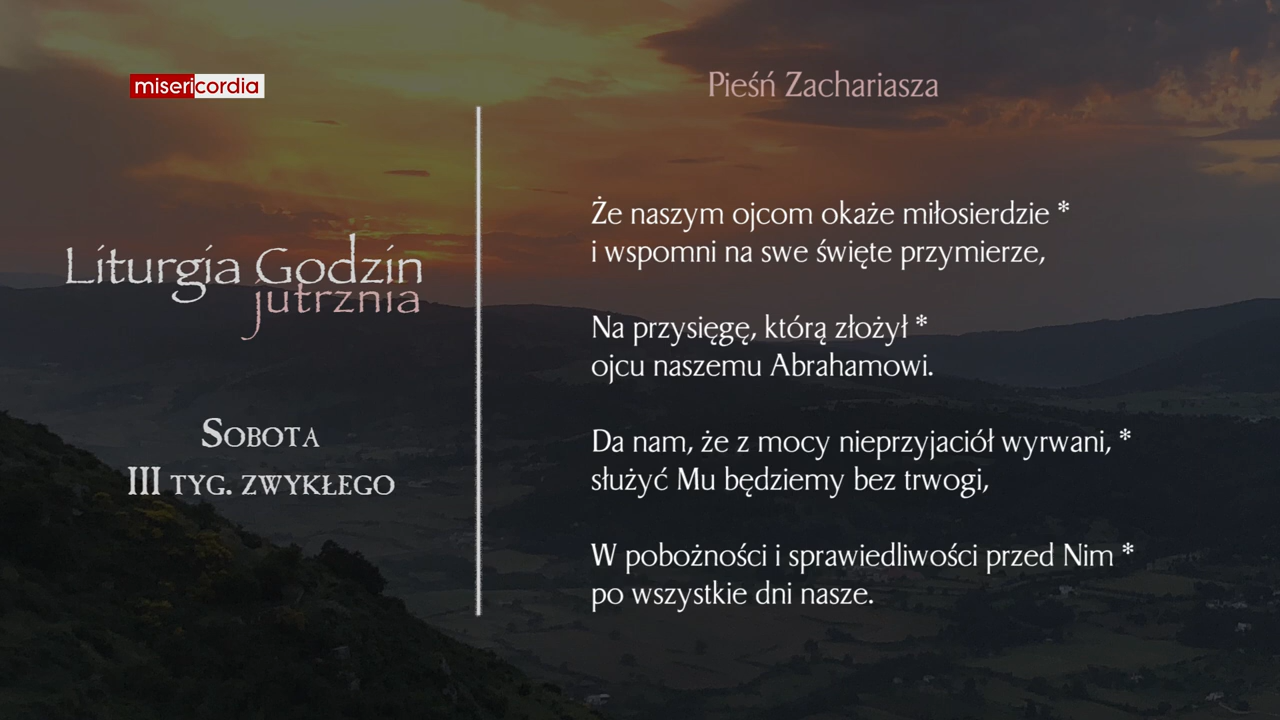 misericordia
Liturgia Godzin
jutrznia
Sobota
III tyg. zwykłego
Pieśń Zachariasza
Że naszym ojcom okaże miłosierdzie *
i wspomni na swe święte przymierze,
Na przysięgę, którą złożył *
ojcu naszemu Abrahamowi.
Da nam, że z mocy nieprzyjaciół wyrwani, *
służyć Mu będziemy bez trwogi,
W pobożności i sprawiedliwości przed Nim *
po wszystkie dni nasze.